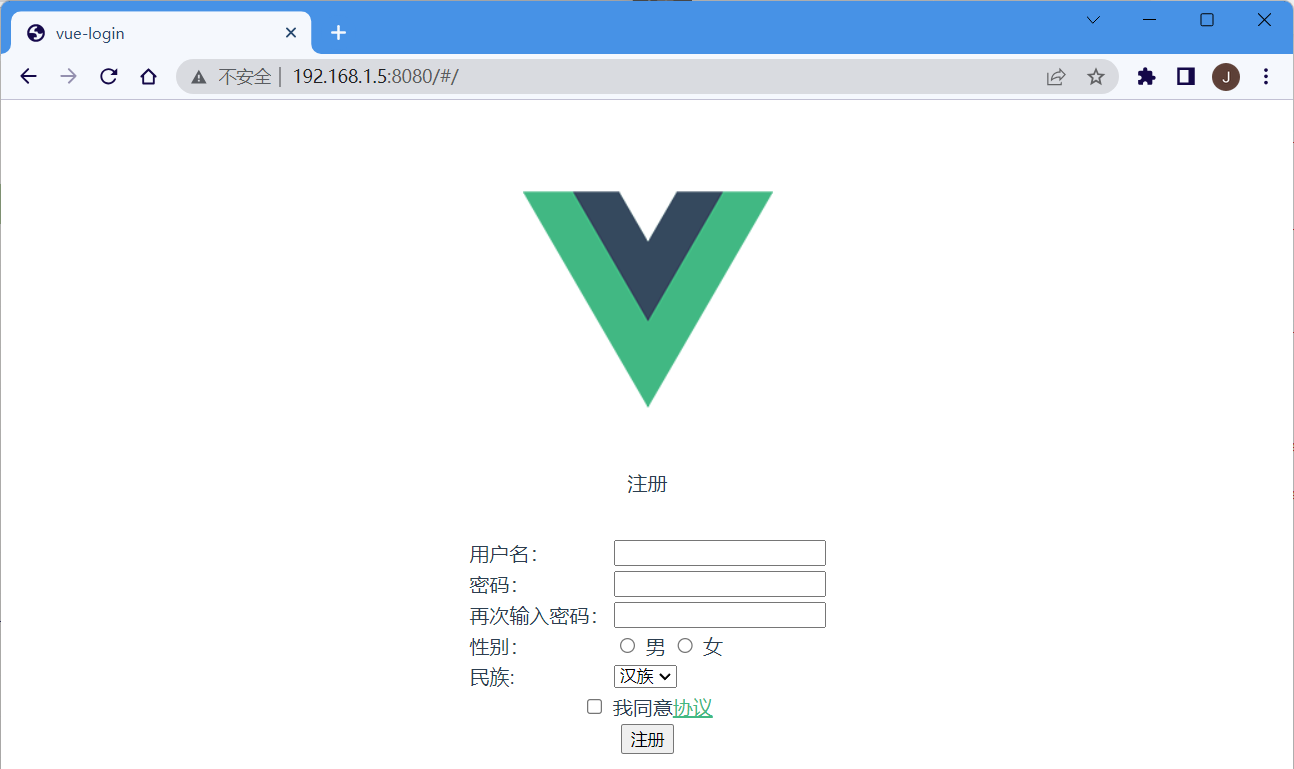 vue-login
不安全 | 192.168.1.5:8080/#/
J
注册
用户名：
密码：
再次输入密码：
性别： 男 女
民族: 汉族
我同意协议
注册